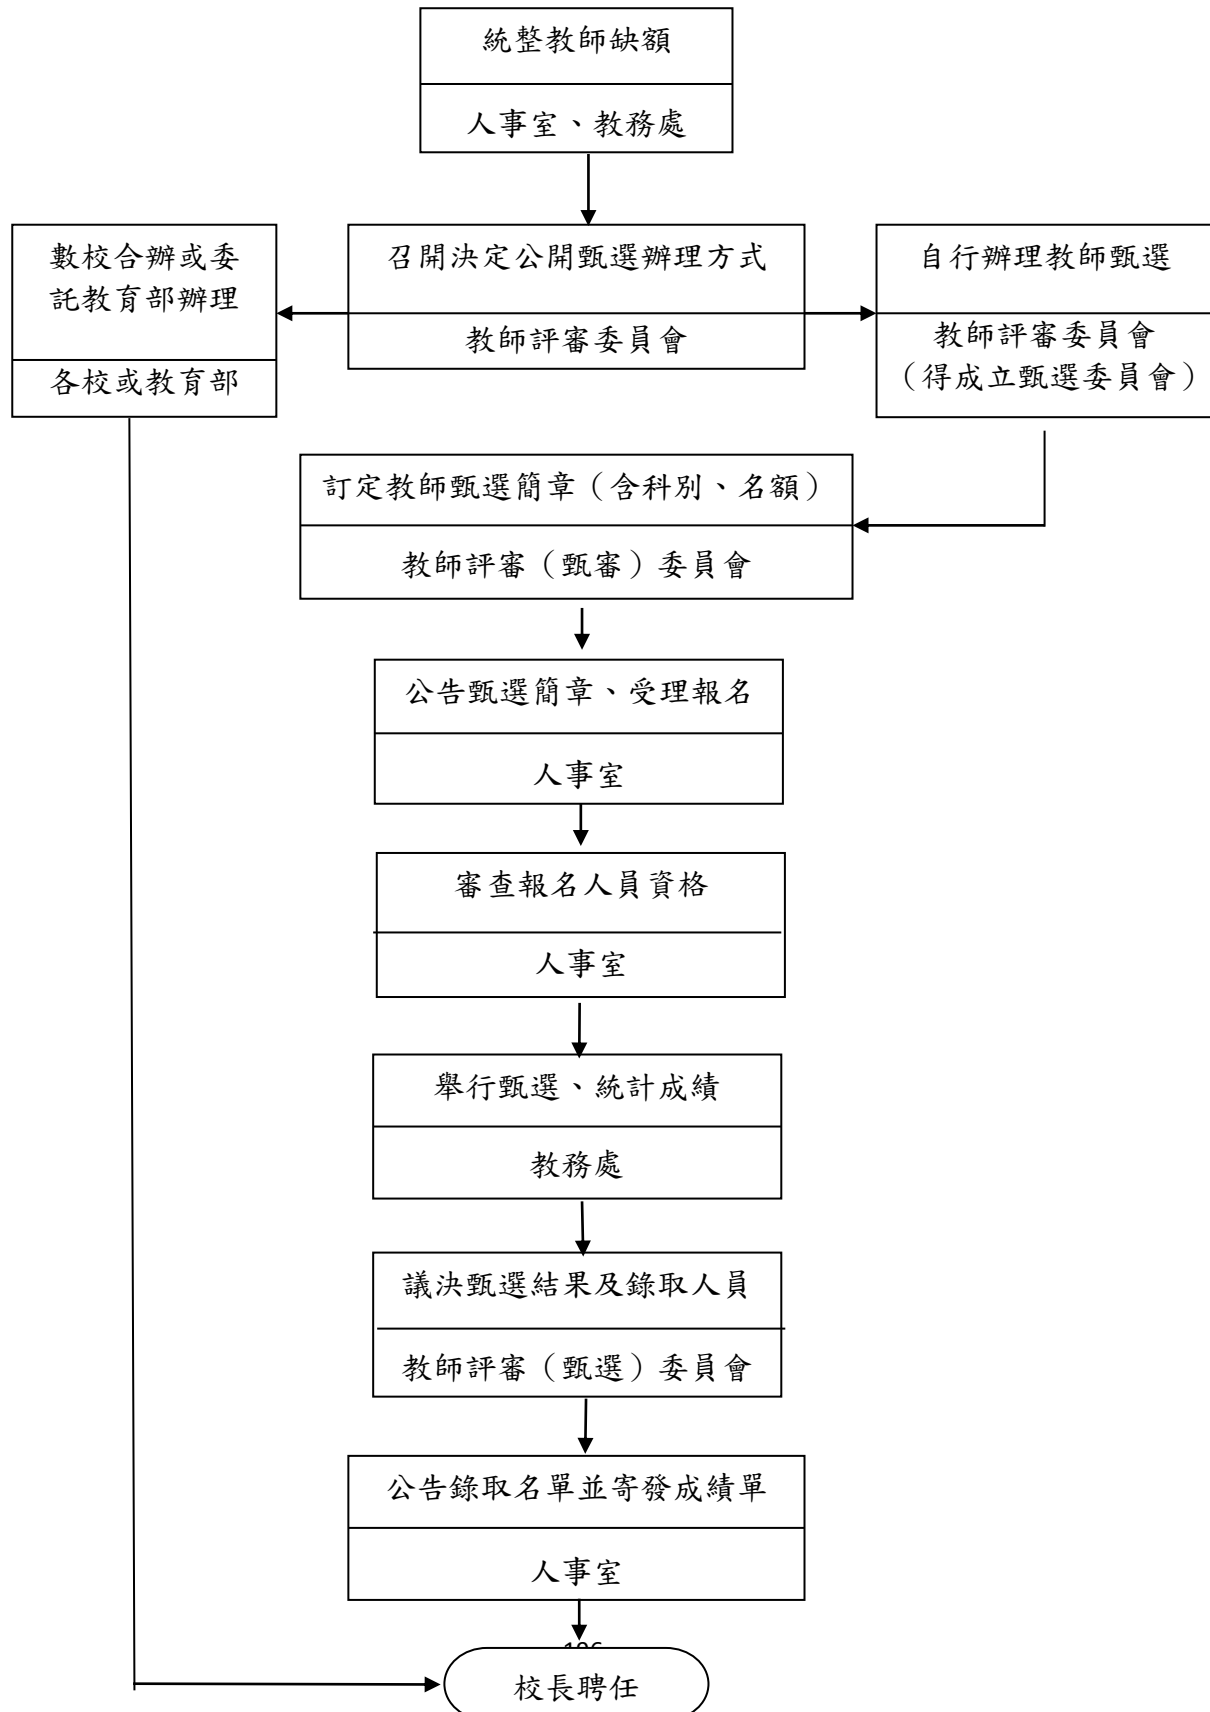 統整教師缺額
人事室、教務處
數校合辦或委
託教育部辦理
各校或教育部
召開決定公開甄選辦理方式
教師評審委員會
自行辦理教師甄選
教師評審委員會
（得成立甄選委員會）
訂定教師甄選簡章（含科別、名額）
教師評審（甄審）委員會
公告甄選簡章、受理報名
人事室
審查報名人員資格
人事室
舉行甄選、統計成績
教務處
議決甄選結果及錄取人員
教師評審（甄選）委員會
公告錄取名單並寄發成績單
人事室
校長聘任